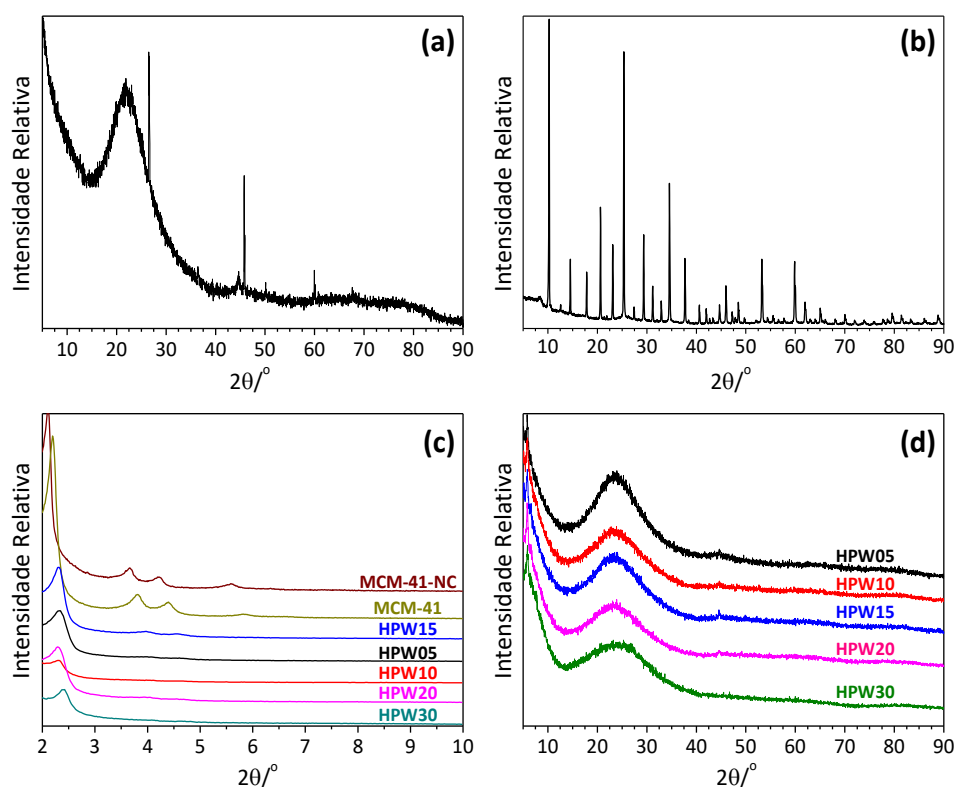 (a)
Intensidade Relativa
10 20 30 40 50 60 70 80 90
2θ/°
(b)
Intensidade Relativa
10 20 30 40 50 60 70 80 90
2θ/°
(c)
Intensidade Relativa
MCM-41-NC
MCM-41
HPW15
HPW05
HPW10
HPW20
HPW30
2 3 4 5 6 7 8 9 10
2θ/°
(d)
Intensidade Relativa
HPW05
HPW10
HPW15
HPW20
HPW30
10 20 30 40 50 60 70 80 90
2θ/°